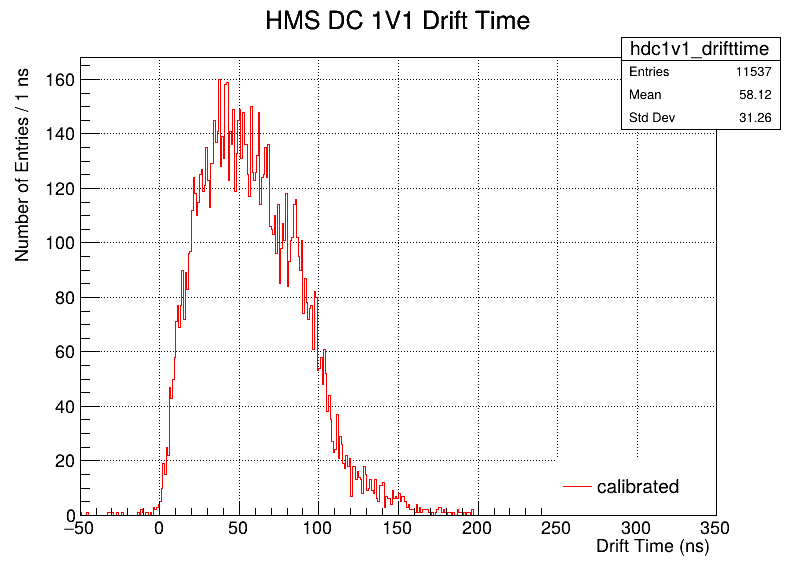 HMS DC 1V1 Drift Time
hdc1v1_drifttime
Entries 11537
Mean 58.12
Std Dev 31.26
Number of Entries / 1 ns
160
140
120
100
80
60
40
20
0
calibrated
−50 0 50 100 150 200 250 300 350
Drift Time (ns)